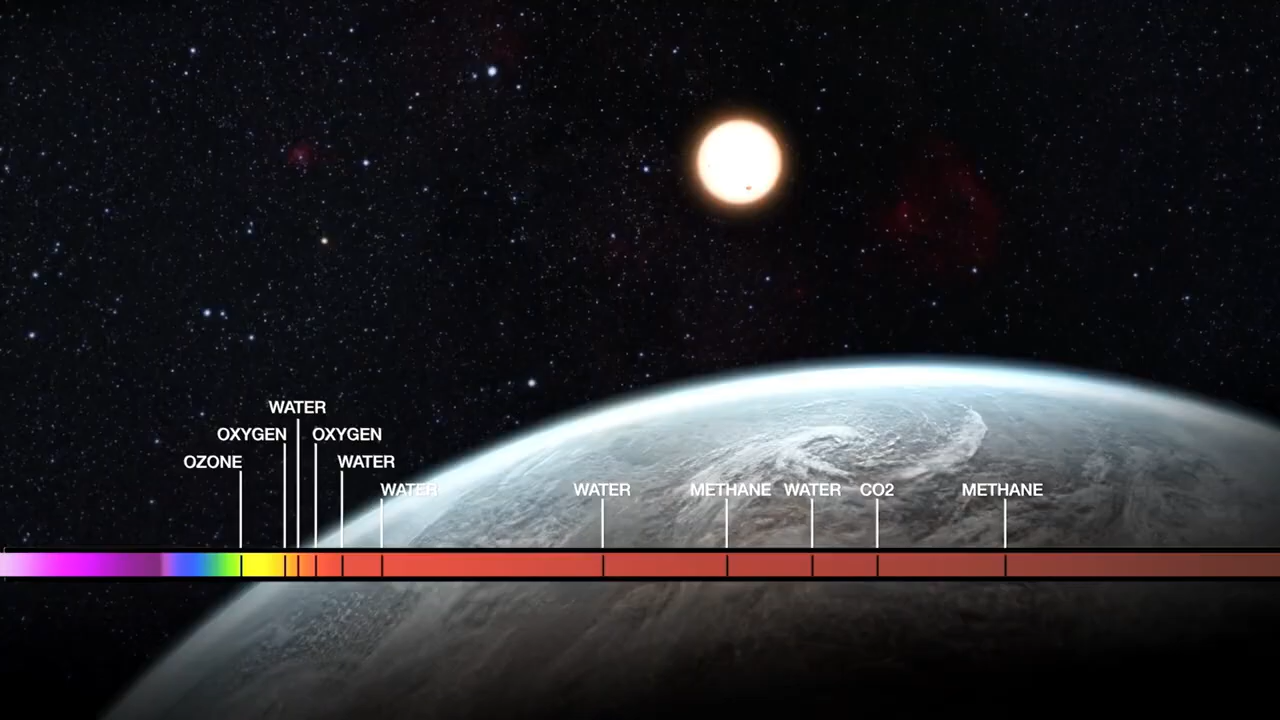 WATER
OXYGEN OXYGEN
OZONE WATER
WATER WATER METHANE WATER CO2 METHANE